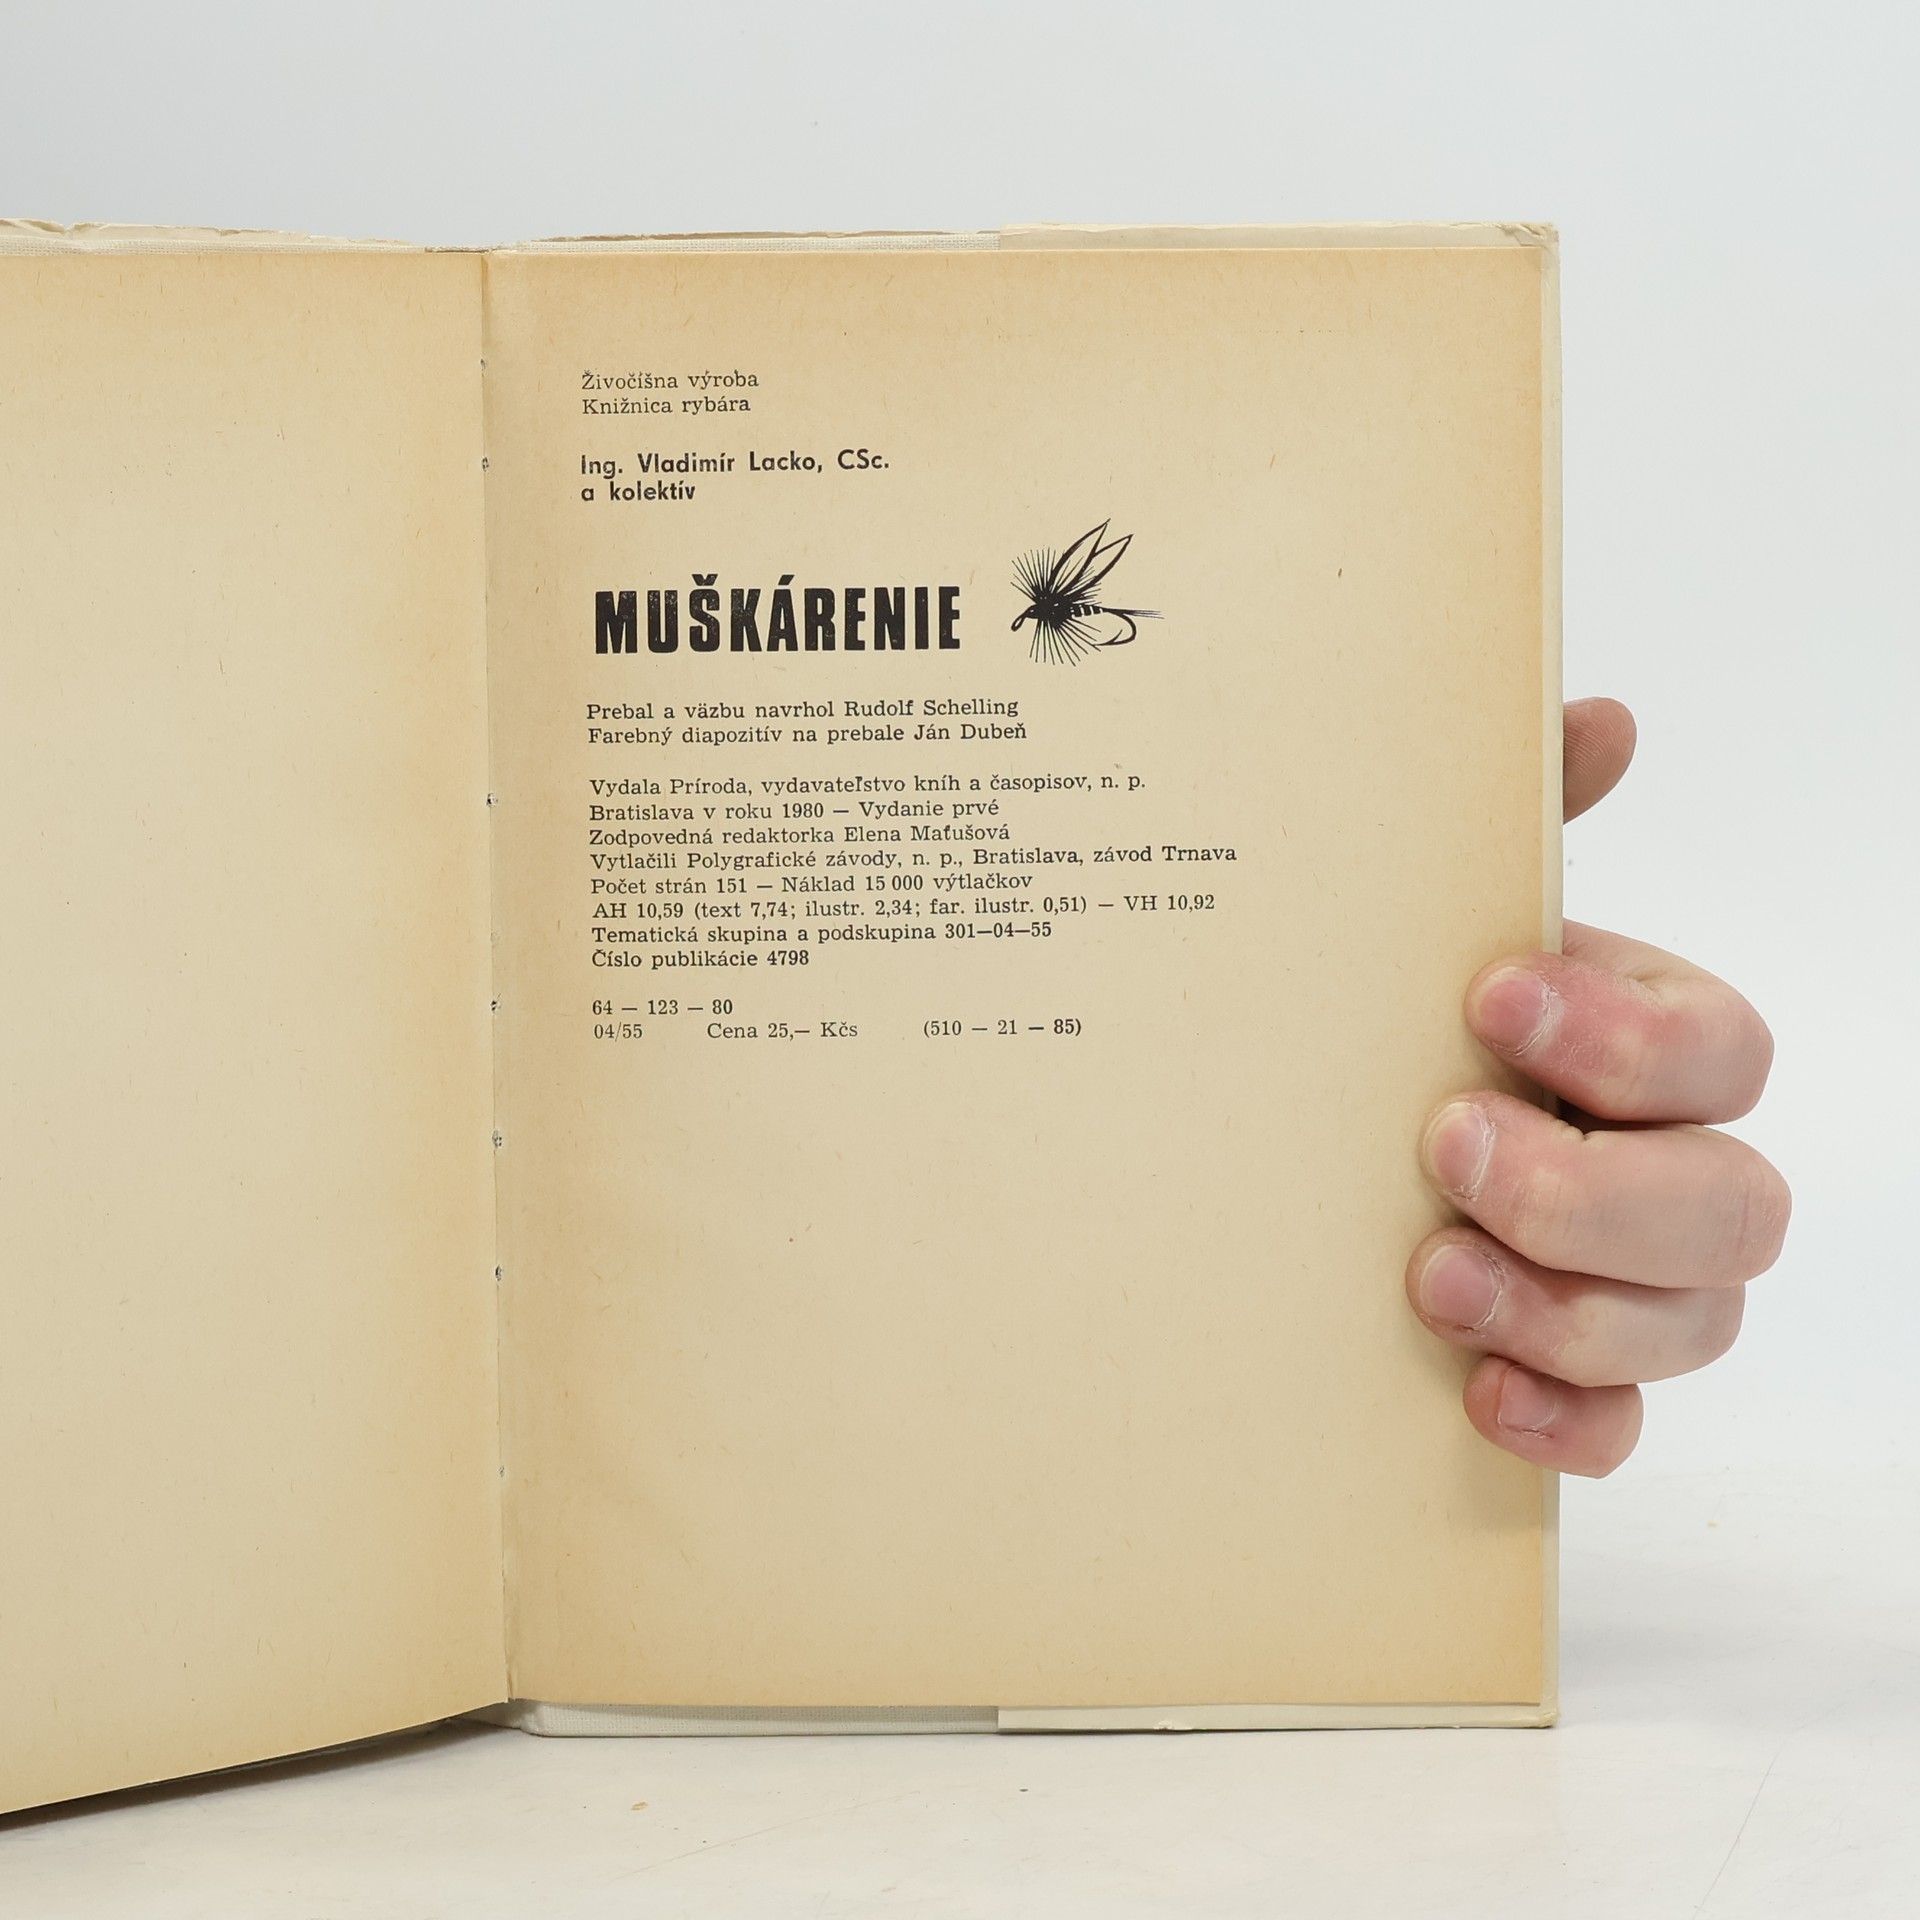 Živočíšna výroba
Knižnica rybára
Ing. Vladimír Lacko, CSc.
a kolektív
MUŠKÁRENIE
Prebal a väzbu navrhol Rudolf Schelling
Farebný diapozitív na prebale Ján Dubeň
Vydala Príroda, vydavateľstvo kníh a časopisov, n. p.
Bratislava v roku 1980 — Vydanie prvé
Zodpovedná redaktorka Elena Maťušová
Vytlačili Polygrafické závody, n. p., Bratislava, závod Trnava
Počet strán 151 — Náklad 15 000 výtlačkov
AH 10,59 (text 7,74; ilustr. 2,34; far. ilustr. 0,51) — VH 10,92
Tematická skupina a podskupina 301—04—55
Číslo publikácie 4798
64 — 123 — 80
04/55 Cena 25,— Kčs (510 — 21 — 85)